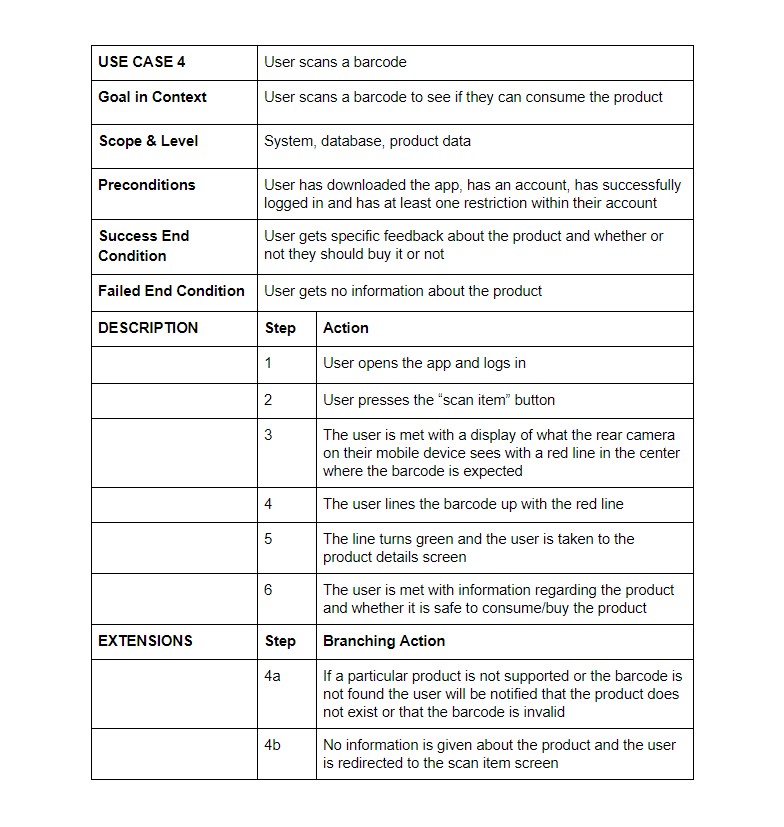 USE CASE 4 User scans a barcode
Goal in Context User scans a barcode to see if they can consume the product
Scope & Level System, database, product data
Preconditions User has downloaded the app, has an account, has successfully
logged in and has at least one restriction within their account
Success End User gets specific feedback about the product and whether or
Condition not they should buy it or not
Failed End Condition User gets no information about the product
DESCRIPTION Step Action
1 User opens the app and logs in
2 User presses the “scan item” button
3 The user is met with a display of what the rear camera
on their mobile device sees with a red line in the center
where the barcode is expected
4 The user lines the barcode up with the red line
5 The line turns green and the user is taken to the
product details screen
6 The user is met with information regarding the product
and whether it is safe to consume/buy the product
EXTENSIONS Step Branching Action
4a If a particular product is not supported or the barcode is
not found the user will be notified that the product does
not exist or that the barcode is invalid
4b No information is given about the product and the user
is redirected to the scan item screen